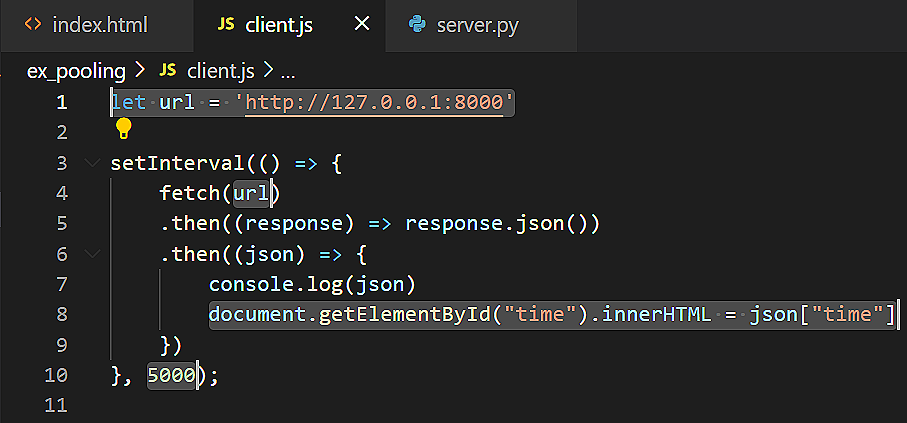 <> index.html JS client.js × server.py
ex_pooling > JS client.js > ...
1 let url = 'http://127.0.0.1:8000'
2
3 setInterval(() => {
4 fetch(url)
5 .then((response) => response.json())
6 .then((json) => {
7 console.log(json)
8 document.getElementById("time").innerHTML = json["time"]
9 })
10 }, 5000);
11